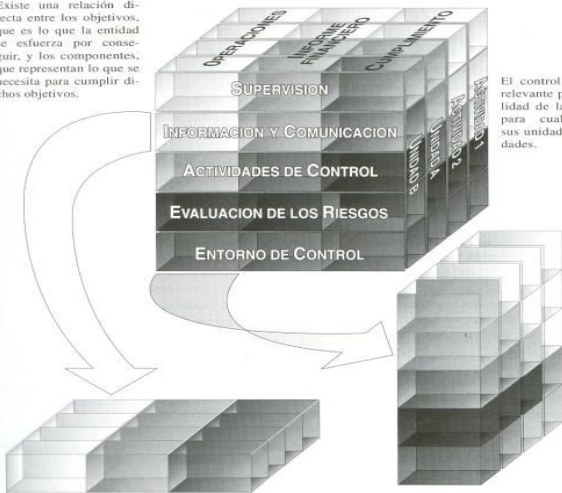 Existe una relación di-
recta entre los objetivos,
que es lo que la entidad
se esfuerza por conse-
guir, y los componentes,
que representan lo que se
necesita para cumplir di-
chos objetivos.
OPERACIONES
INFORME
FINANCIERO
CUMPLIMIENTO
SUPERVISION
INFORMACION Y COMUNICACION
ACTIVIDADES DE CONTROL
EVALUACION DE LOS RIESGOS
ENTORNO DE CONTROL
UNIDAD B
UNIDAD A
ACTIVIDAD 2
ACTIVIDAD 1
El control
relevante p
lidad de la
para cual
sus unidad
dades.